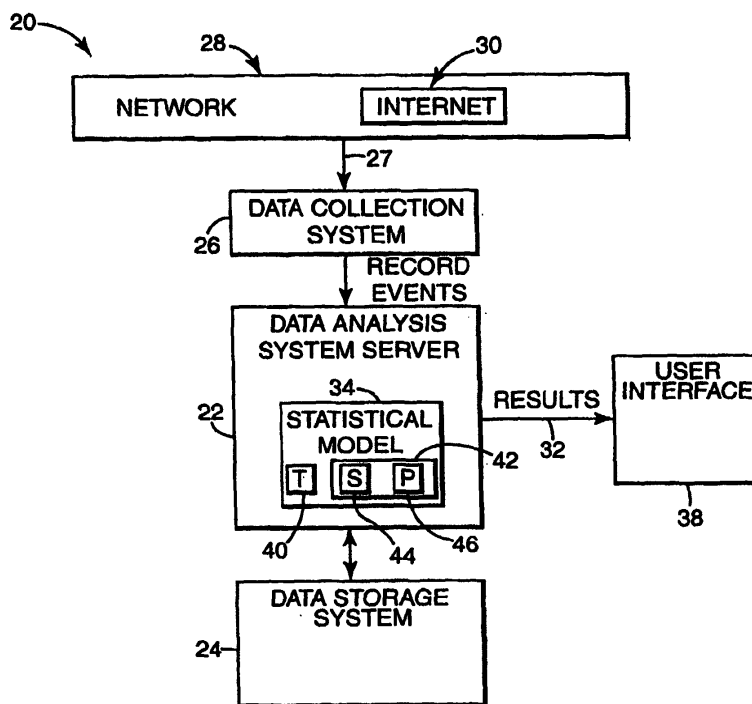 20
28
30
NETWORK
INTERNET
27
DATA COLLECTION
SYSTEM
26
RECORD
EVENTS
DATA ANALYSIS
SYSTEM SERVER
34
STATISTICAL
MODEL
22
42
T
S
P
40
44
46
RESULTS
32
USER
INTERFACE
38
DATA STORAGE
SYSTEM
24